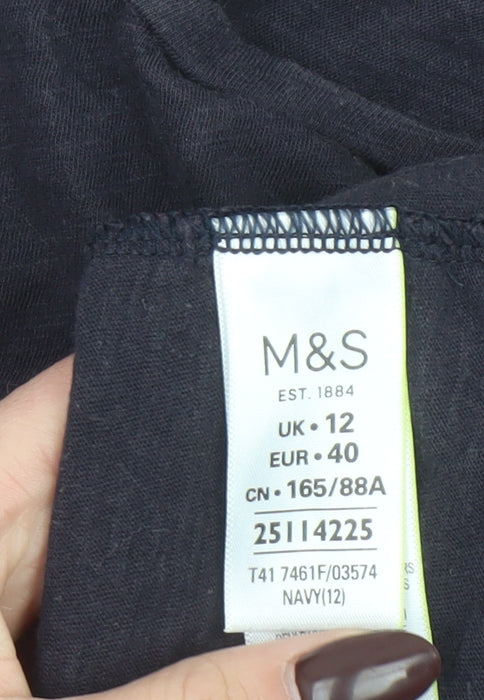 M&S
EST. 1884
UK • 12
EUR • 40
CN • 165/88A
25114225
T41 7461F/03574
NAVY(12)